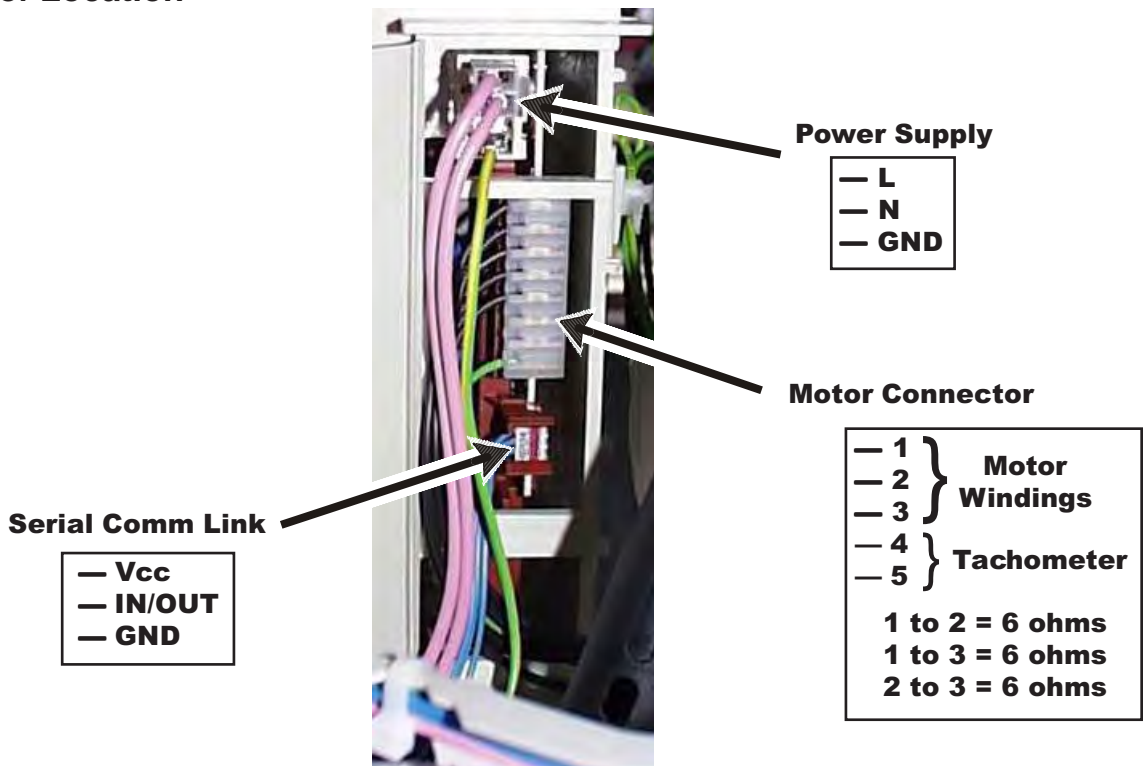 Power Supply
— L
— N
— GND
Motor Connector
— 1
— 2
— 3
Motor
Windings
— 4
— 5
Tachometer
1 to 2 = 6 ohms
1 to 3 = 6 ohms
2 to 3 = 6 ohms
Serial Comm Link
— Vcc
— IN/OUT
— GND